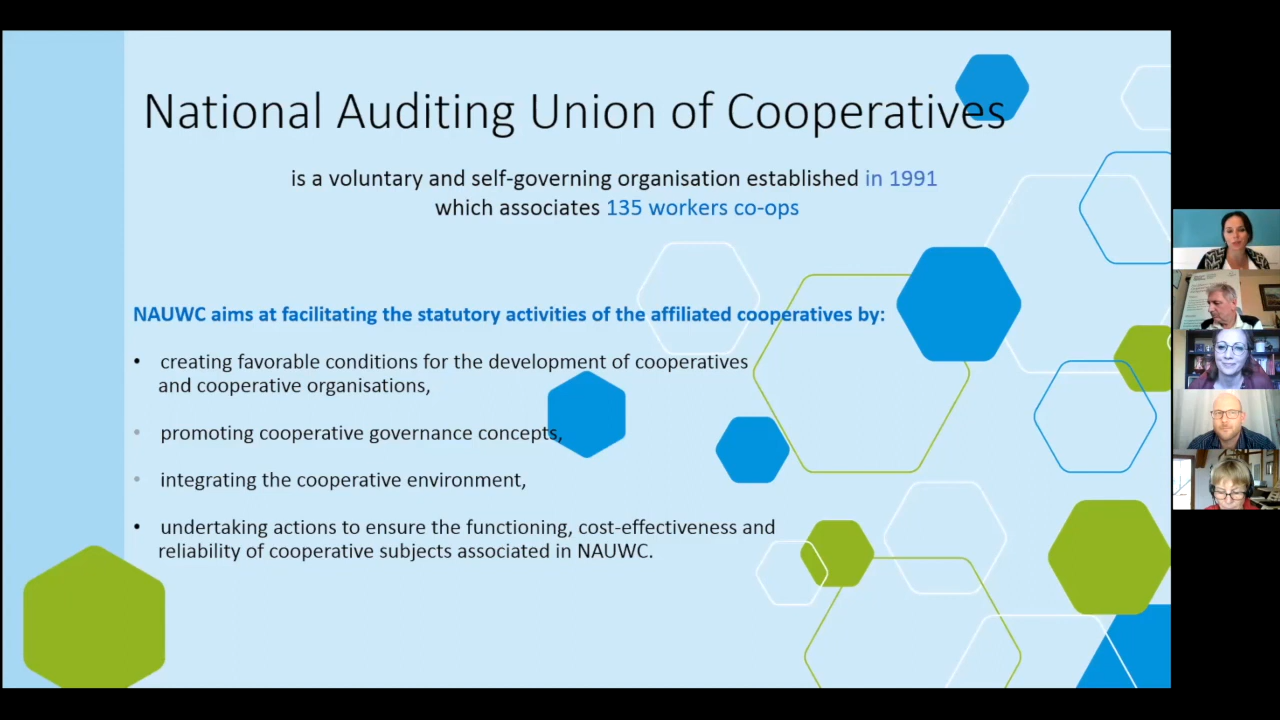 National Auditing Union of Cooperatives
is a voluntary and self-governing organisation established in 1991
which associates 135 workers co-ops
NAUWC aims at facilitating the statutory activities of the affiliated cooperatives by:
• creating favorable conditions for the development of cooperatives
and cooperative organisations,
• promoting cooperative governance concepts,
• integrating the cooperative environment,
• undertaking actions to ensure the functioning, cost-effectiveness and
reliability of cooperative subjects associated in NAUWC.